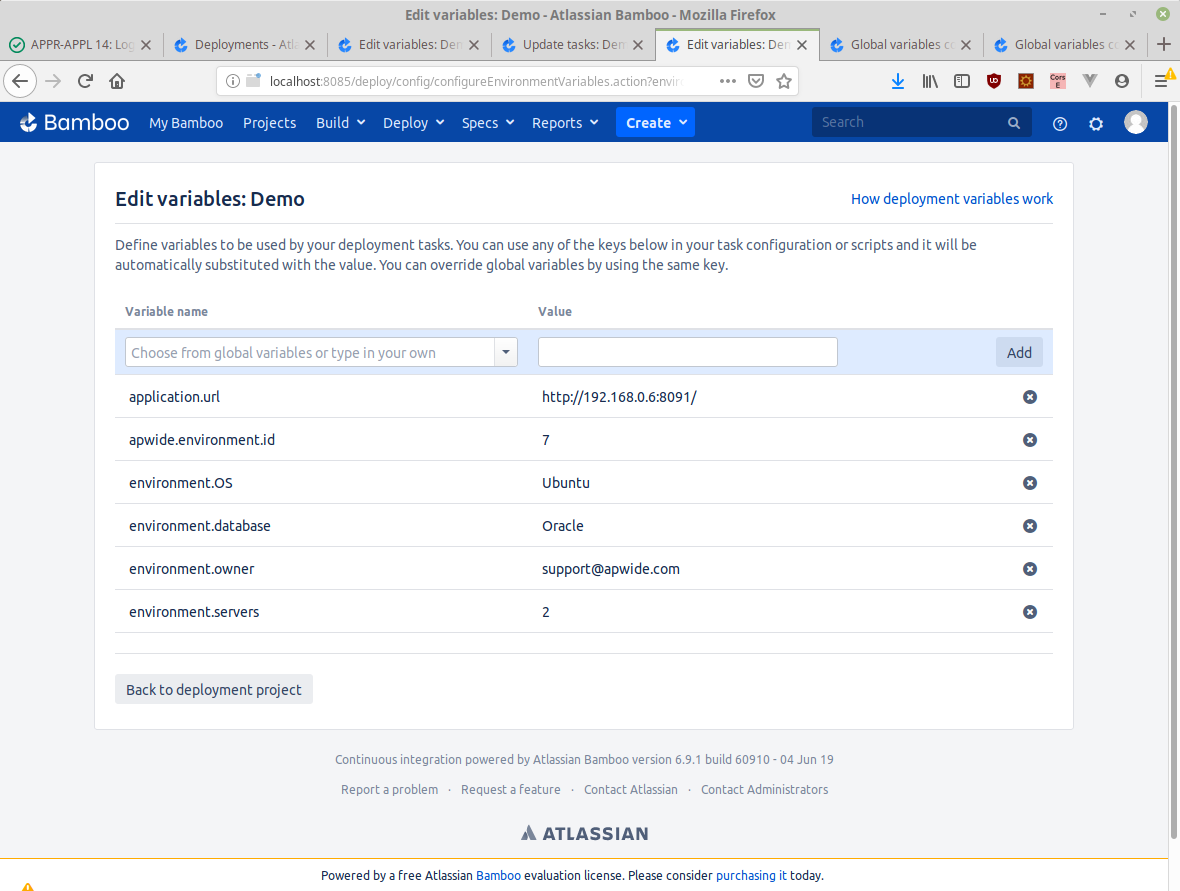 Edit variables: Demo - Atlassian Bamboo - Mozilla Firefox
APPR-APPL 14: Log
Deployments - Atla
Edit variables: Dem
Update tasks: Dem
Edit variables: Dem
Global variables co
Global variables co
localhost:8085/deploy/config/configureEnvironmentVariables.action?enviro
Bamboo My Bamboo Projects Build Deploy Specs Reports Create Search
Edit variables: Demo
How deployment variables work
Define variables to be used by your deployment tasks. You can use any of the keys below in your task configuration or scripts and it will be
automatically substituted with the value. You can override global variables by using the same key.
Variable name Value
Choose from global variables or type in your own Add
application.url http://192.168.0.6:8091/
apwide.environment.id 7
environment.OS Ubuntu
environment.database Oracle
environment.owner support@apwide.com
environment.servers 2
Back to deployment project
Continuous integration powered by Atlassian Bamboo version 6.9.1 build 60910 - 04 Jun 19
Report a problem · Request a feature · Contact Atlassian · Contact Administrators
ATLASSIAN
Powered by a free Atlassian Bamboo evaluation license. Please consider purchasing it today.